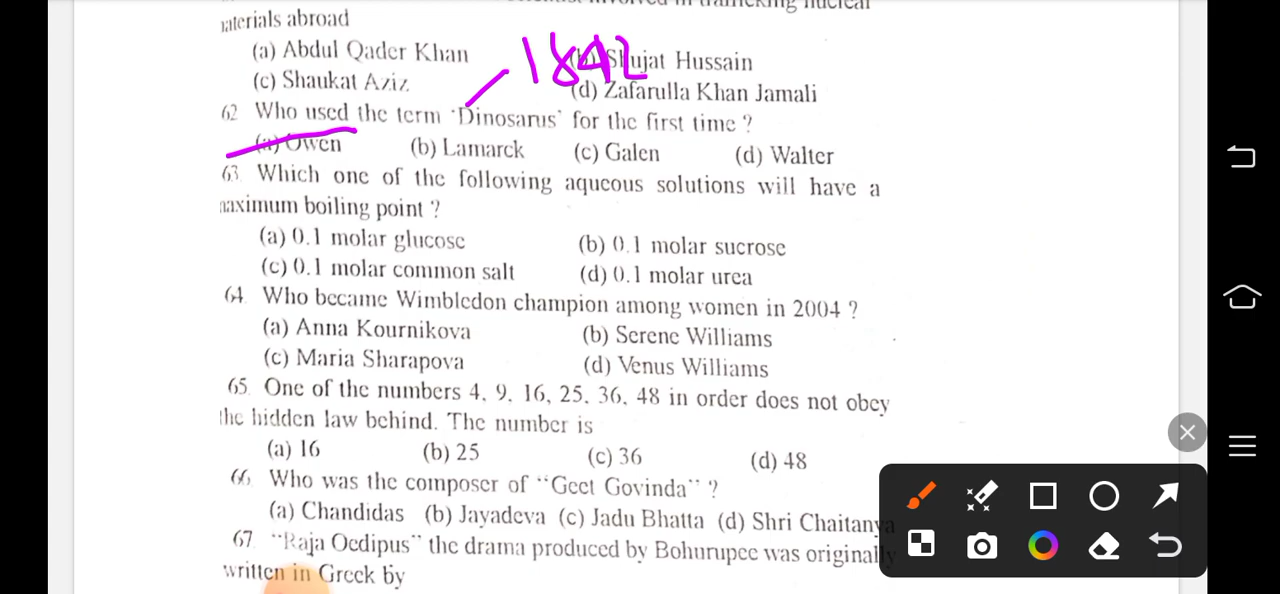 materials abroad
(a) Abdul Qader Khan (b) Shujat Hussain
(c) Shaukat Aziz (d) Zafarulla Khan Jamali
1842
62 Who used the term 'Dinosarus' for the first time ?
(a) Owen (b) Lamarck (c) Galen (d) Walter
63. Which one of the following aqueous solutions will have a
maximum boiling point ?
(a) 0.1 molar glucose (b) 0.1 molar sucrose
(c) 0.1 molar common salt (d) 0.1 molar urea
64. Who became Wimbledon champion among women in 2004 ?
(a) Anna Kournikova (b) Serene Williams
(c) Maria Sharapova (d) Venus Williams
65. One of the numbers 4, 9, 16, 25, 36, 48 in order does not obey
the hidden law behind. The number is
(a) 16 (b) 25 (c) 36 (d) 48
66. Who was the composer of "Geet Govinda" ?
(a) Chandidas (b) Jayadeva (c) Jadu Bhatta (d) Shri Chaitanya
67. "Raja Oedipus" the drama produced by Bohurupee was originally
written in Greek by